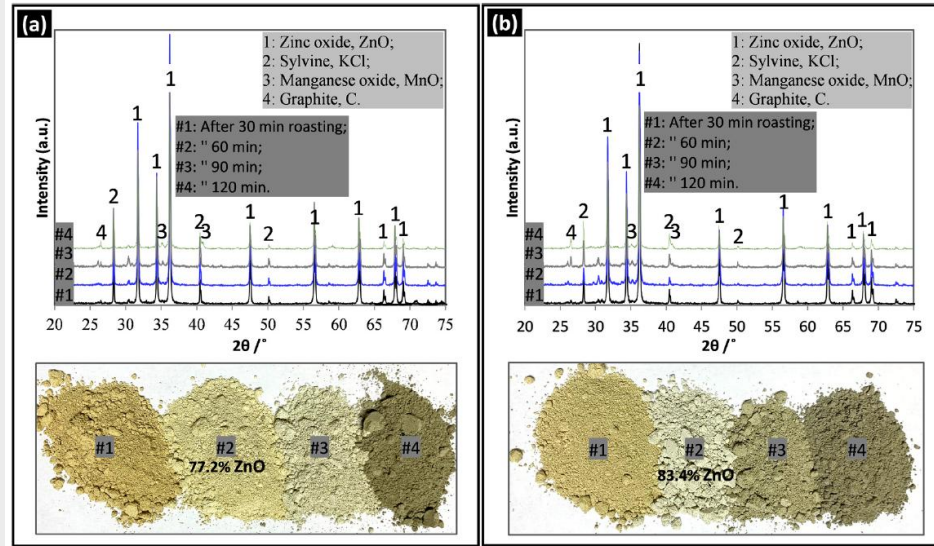 (a)
1: Zinc oxide, ZnO;
2: Sylvine, KCl;
3: Manganese oxide, MnO;
4: Graphite, C.
#1: After 30 min roasting;
#2: " 60 min;
#3: " 90 min;
#4: " 120 min.
Intensity (a.u.)
1
1
1
1
2
4
3
2
3
1
2
1
1
1
1
1
#4
#3
#2
#1
20 25 30 35 40 45 50 55 60 65 70 75
2θ /°
#1
#2
#3
#4
77.2% ZnO
(b)
1: Zinc oxide, ZnO;
2: Sylvine, KCl;
3: Manganese oxide, MnO;
4: Graphite, C.
#1: After 30 min roasting;
#2: " 60 min;
#3: " 90 min;
#4: " 120 min.
Intensity (a.u.)
1
1
1
2
4
3
2
3
1
2
1
1
1
1
1
#4
#3
#2
#1
20 25 30 35 40 45 50 55 60 65 70 75
2θ /°
#1
#2
#3
#4
83.4% ZnO